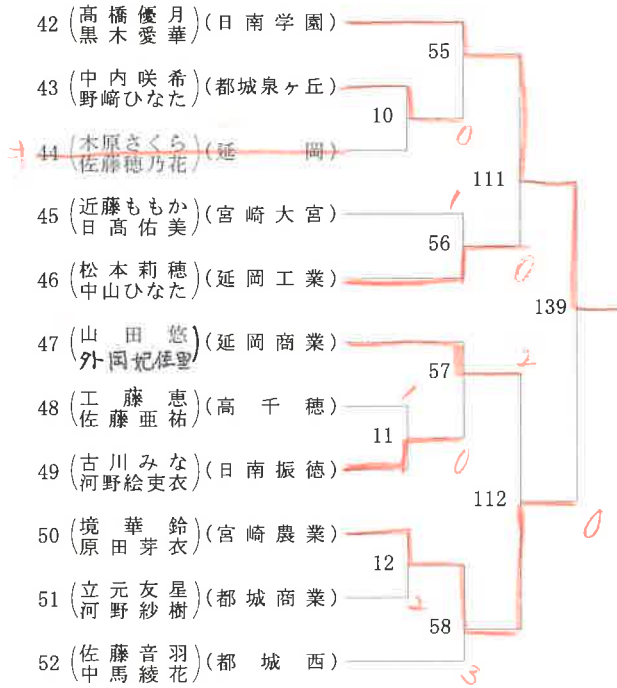 42 (髙橋優月 黒木愛華) (日南学園)
55
43 (中内咲希 野﨑ひなた) (都城泉ヶ丘)
10
0
44 (木原さくら 佐藤穂乃花) (延岡)
111
45 (近藤ももか 日髙佑美) (宮崎大宮)
1
56
0
46 (松本莉穂 中山ひなた) (延岡工業)
139
47 (山田悠 外岡妃佳里) (延岡商業)
57
2
48 (工藤恵 佐藤亜祐) (高千穂)
1
11
0
49 (古川みな 河野絵吏衣) (日南振徳)
112
0
50 (境華鈴 原田芽衣) (宮崎農業)
12
51 (立元友星 河野紗樹) (都城商業)
2
58
52 (佐藤音羽 中馬綾花) (都城西)
3